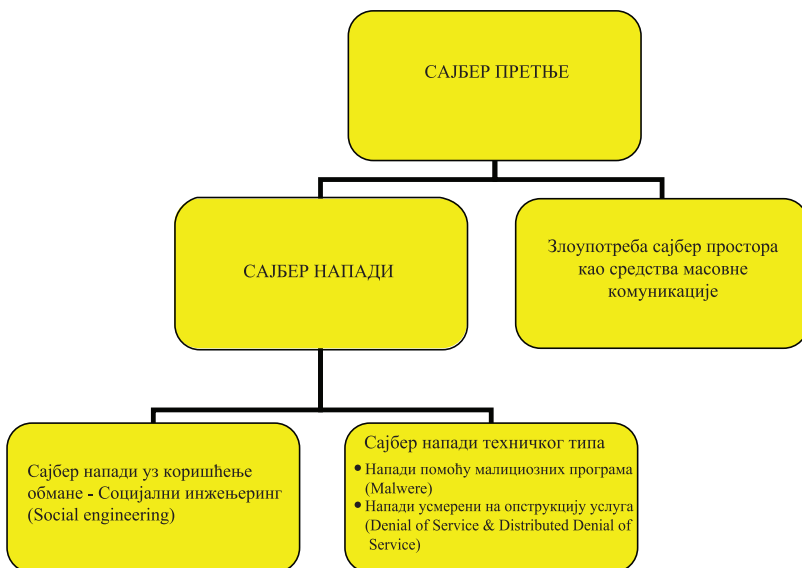 САЈБЕР ПРЕТЊЕ
САЈБЕР НАПАДИ
Злоупотреба сајбер простора
као средства масовне
комуникације
Сајбер напади уз коришћење
обмане - Социјални инжењеринг
(Social engineering)
Сајбер напади техничког типа
• Напади помоћу малициозних програма
(Malwere)
• Напади усмерени на опструкцију услуга
(Denial of Service & Distributed Denial of
Service)